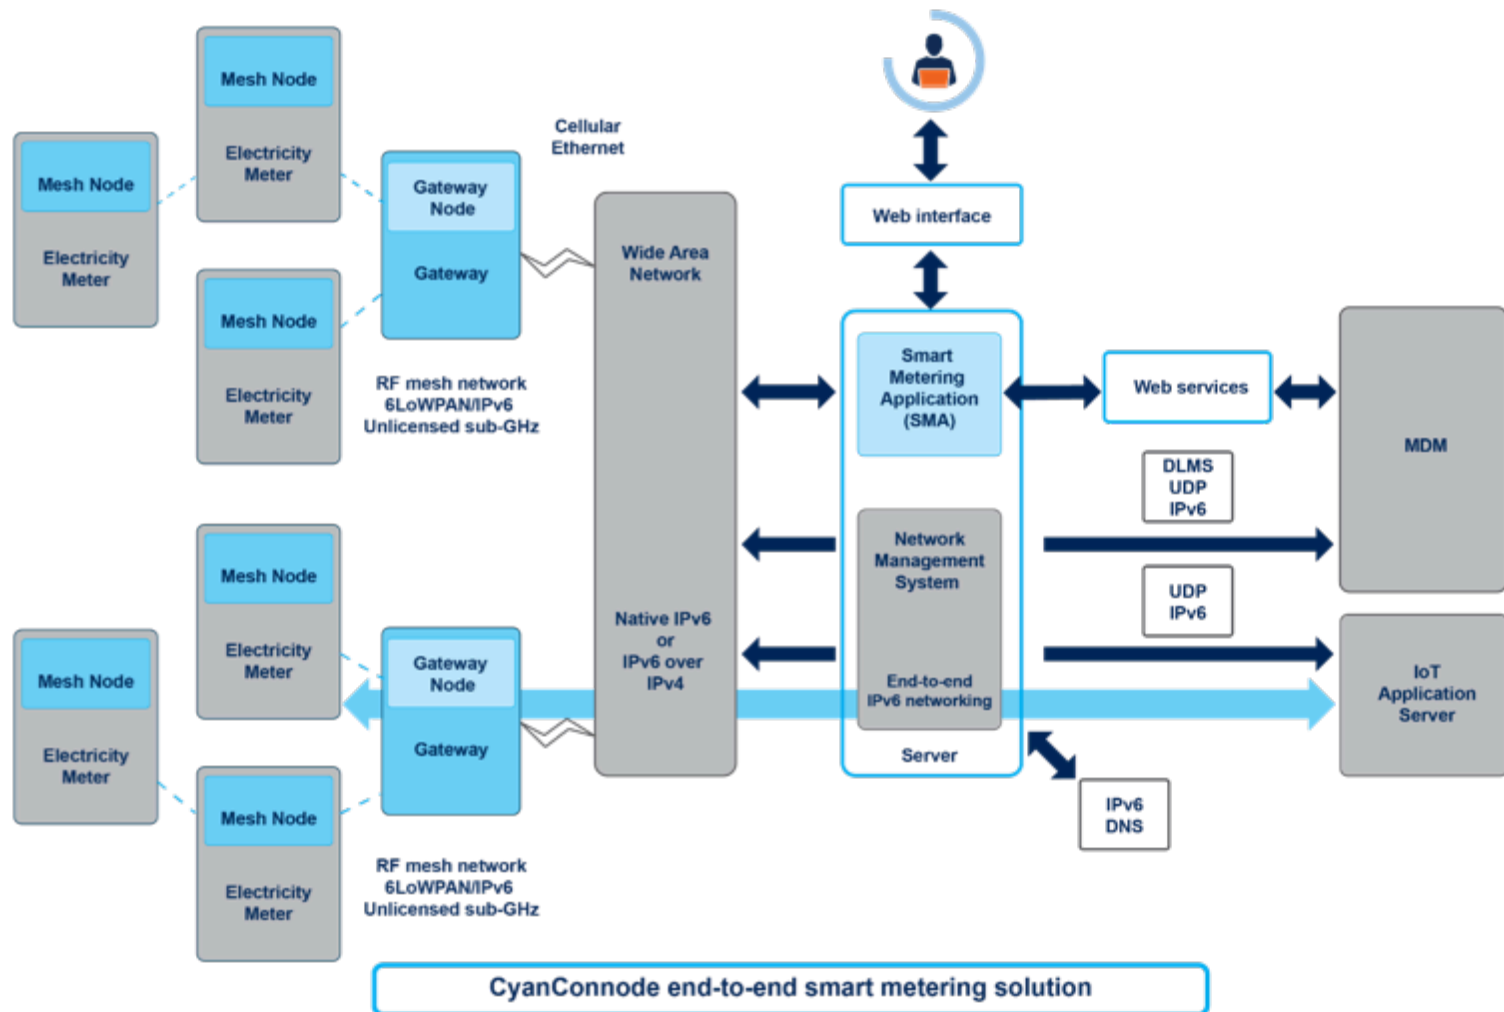 Mesh Node
Electricity
Meter
Mesh Node
Electricity
Meter
Mesh Node
Electricity
Meter
Gateway
Node
Gateway
RF mesh network
6LoWPAN/IPv6
Unlicensed sub-GHz
Cellular
Ethernet
Wide Area
Network
Native IPv6
or
IPv6 over
IPv4
Web interface
Smart
Metering
Application
(SMA)
Network
Management
System
End-to-end
IPv6 networking
Server
Web services
DLMS
UDP
IPv6
UDP
IPv6
IPv6
DNS
MDM
IoT
Application
Server
Mesh Node
Electricity
Meter
Mesh Node
Electricity
Meter
Mesh Node
Electricity
Meter
Gateway
Node
Gateway
RF mesh network
6LoWPAN/IPv6
Unlicensed sub-GHz
CyanConnode end-to-end smart metering solution